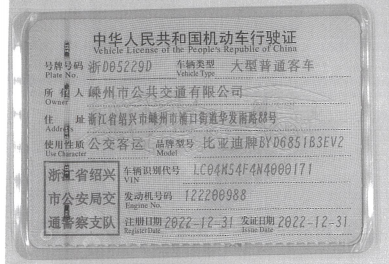 中华人民共和国机动车行驶证
Vehicle License of the People's Republic of China
号牌号码 浙D05229D 车辆类型 大型普通客车
Plate No. Vehicle Type
所有人 嵊州市公共交通有限公司
Owner
住址 浙江省绍兴市嵊州市浦口街道华发南路88号
Address
使用性质 公交客运 品牌型号 比亚迪牌BYD6851B3EV2
Use Character Model
浙江省绍兴 车辆识别代号 LC04M54F4N4000171
VIN
市公安局交 发动机号码 122200988
Engine No.
通警察支队 注册日期 2022-12-31 发证日期 2022-12-31
Register Date Issue Date